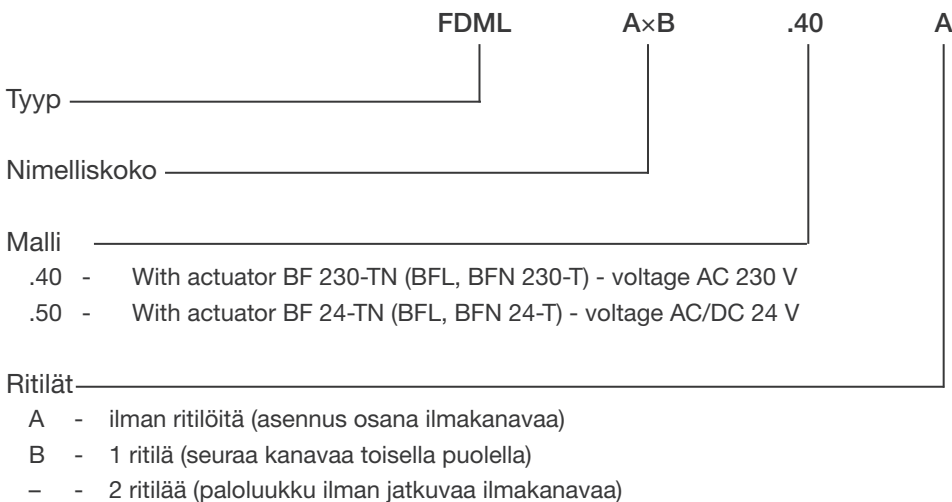 FDML A×B .40 A
Tyyp
Nimelliskoko
Malli
.40 - With actuator BF 230-TN (BFL, BFN 230-T) - voltage AC 230 V
.50 - With actuator BF 24-TN (BFL, BFN 24-T) - voltage AC/DC 24 V
Ritilät
A - ilman ritilöitä (asennus osana ilmakanavaa)
B - 1 ritilä (seuraa kanavaa toisella puolella)
– - 2 ritilää (paloluukku ilman jatkuvaa ilmakanavaa)